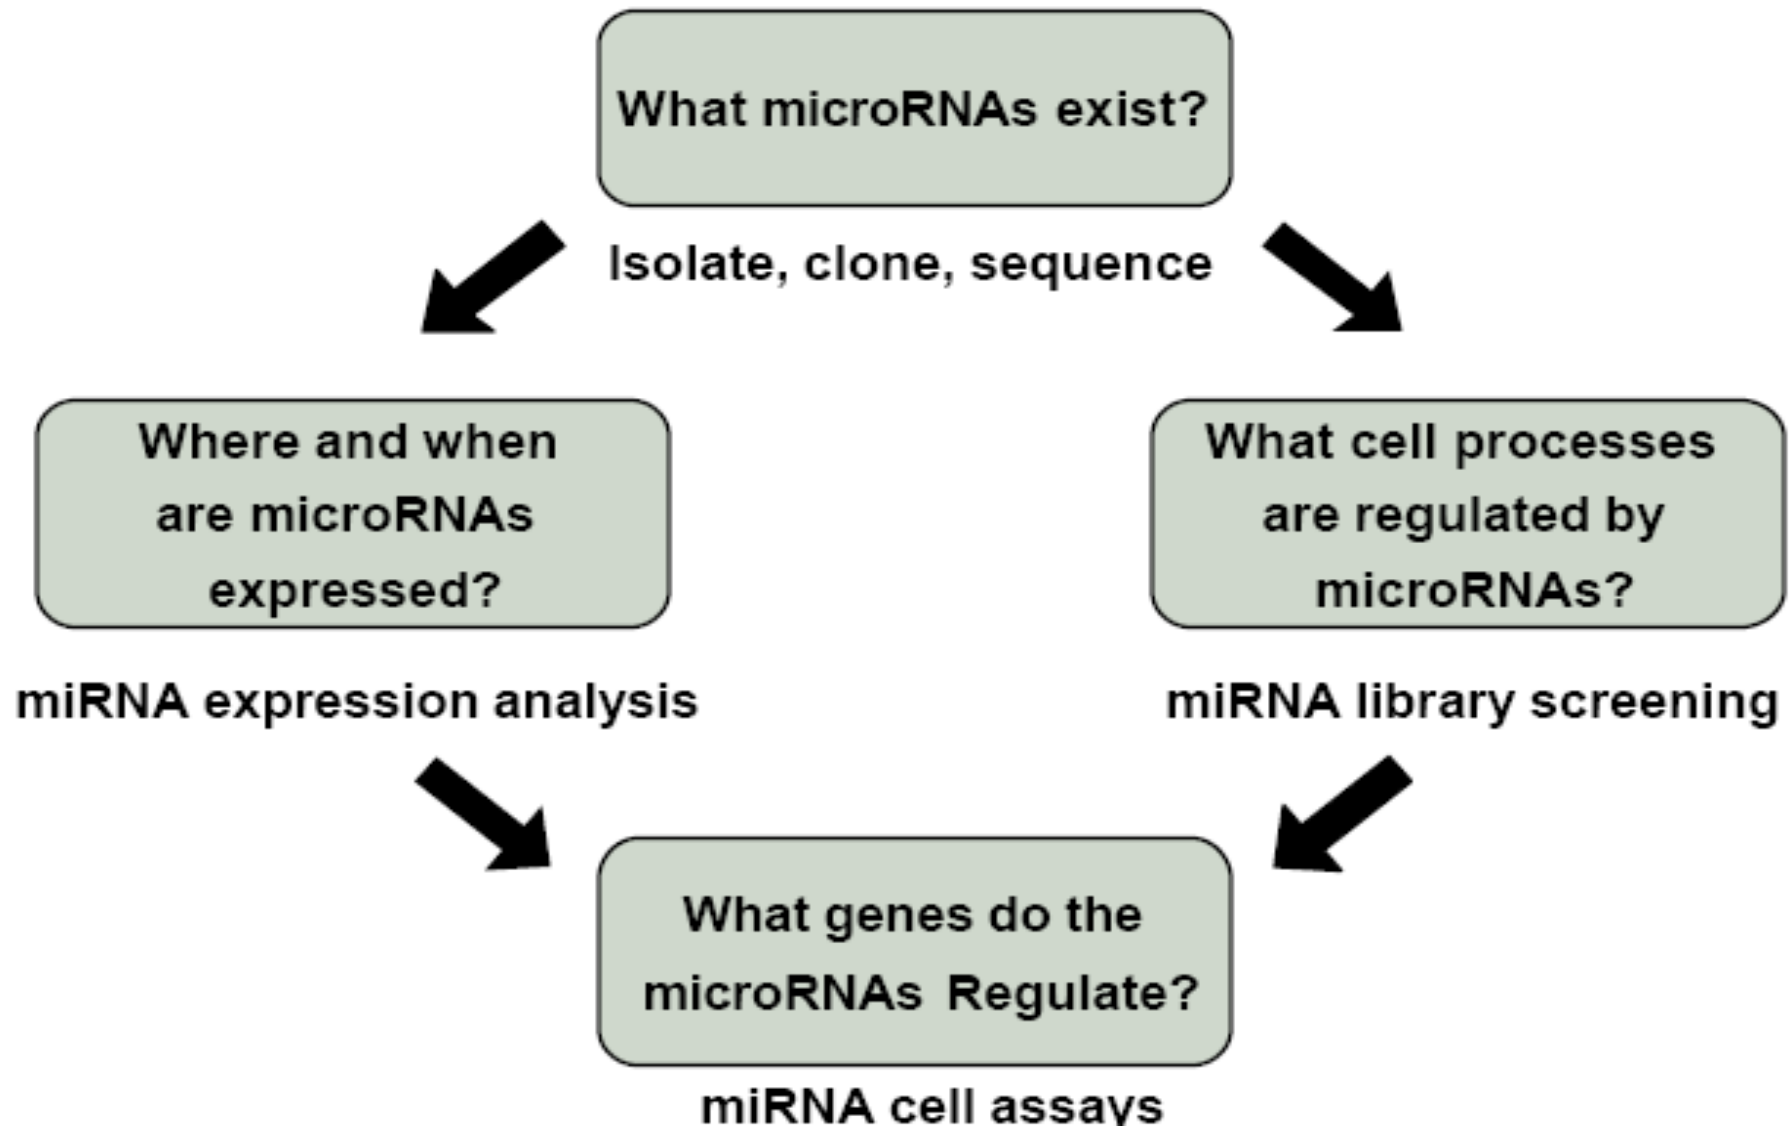 What microRNAs exist?
Isolate, clone, sequence
Where and when
are microRNAs
expressed?
What cell processes
are regulated by
microRNAs?
miRNA expression analysis
miRNA library screening
What genes do the
microRNAs Regulate?
miRNA cell assays